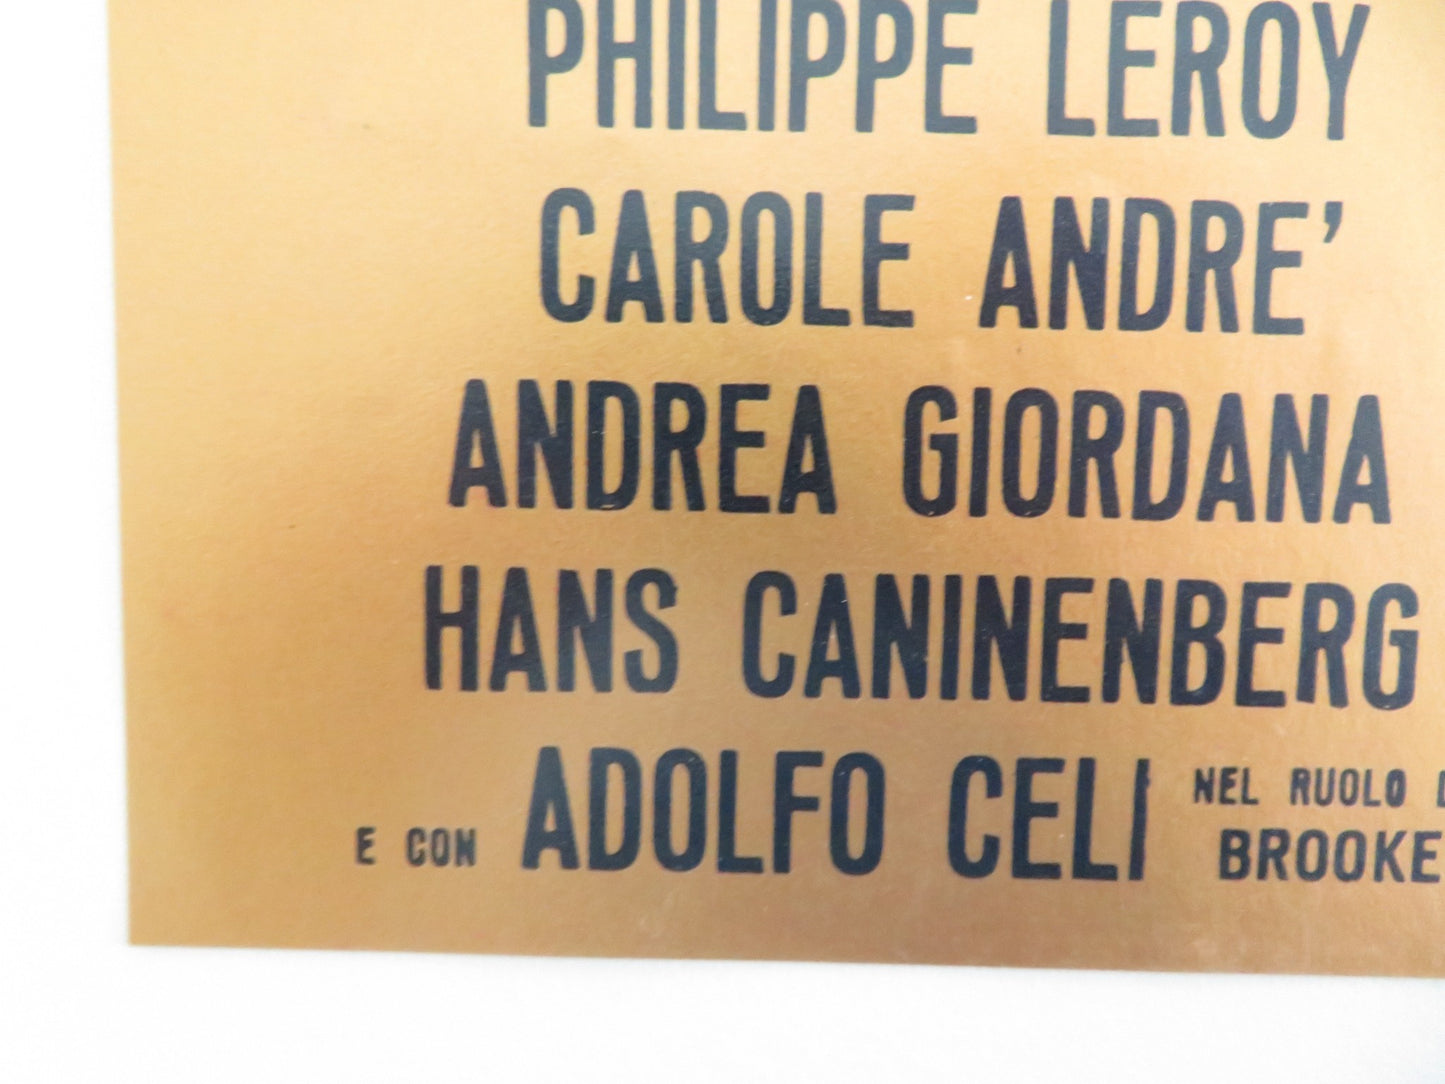 PHILIPPE LEROY
CAROLE ANDRE'
ANDREA GIORDANA
HANS CANINENBERG
E CON ADOLFO CELI NEL RUOLO
BROOKE